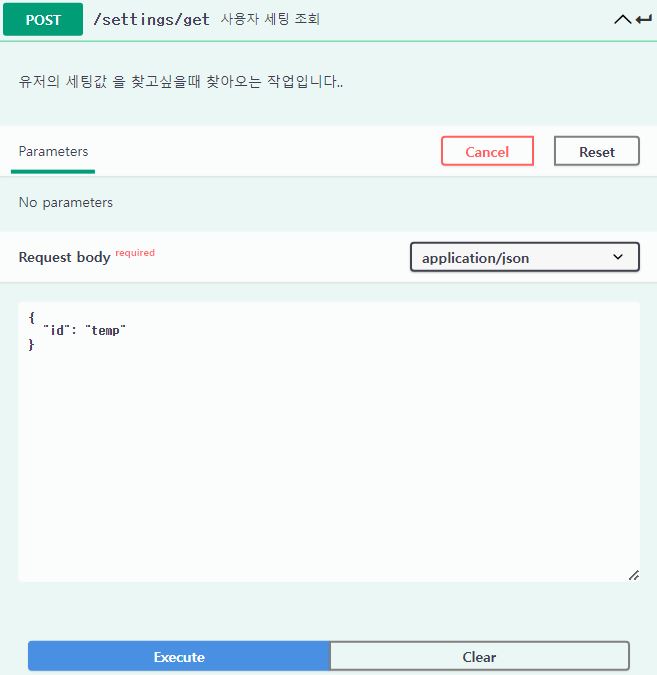 POST /settings/get 사용자 세팅 조회
유저의 세팅값 을 찾고싶을때 찾아오는 작업입니다..
Parameters Cancel Reset
No parameters
Request body required application/json
{
"id": "temp"
}
Execute Clear